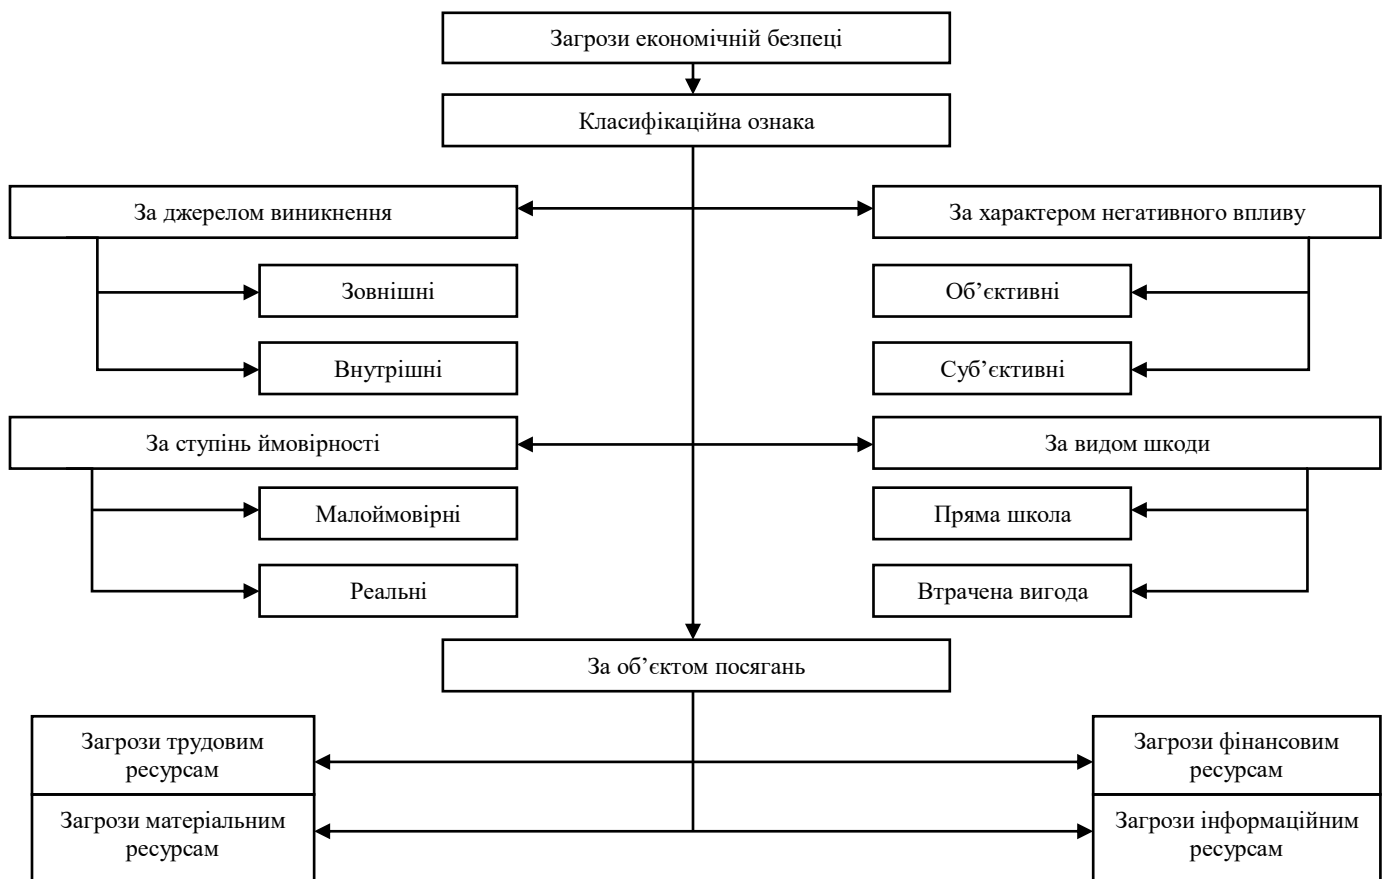 Загрози економічній безпеці
Класифікаційна ознака
За джерелом виникнення
За характером негативного впливу
Зовнішні
Об’єктивні
Внутрішні
Суб’єктивні
За ступінь ймовірності
За видом шкоди
Малоймовірні
Пряма школа
Реальні
Втрачена вигода
За об’єктом посягань
Загрози трудовим
ресурсам
Загрози фінансовим
ресурсам
Загрози матеріальним
ресурсам
Загрози інформаційним
ресурсам